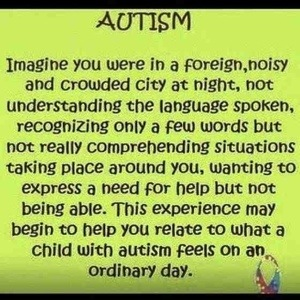 AUTISM
Imagine you were in a foreign,noisy
and crowded city at night, not
understanding the language spoken,
recognizing only a few words but
not really comprehending situations
taking place around you, wanting to
express a need for help but not
being able. This experience may
begin to help you relate to what a
child with autism feels on an
ordinary day.